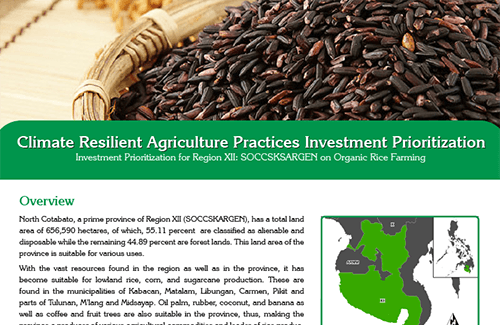 Climate Resilient Agriculture Practices Investment Prioritization
Investment Prioritization for Region XII: SOCCSKSARGEN on Organic Rice Farming
Overview
North Cotabato, a prime province of Region XII (SOCCSKARGEN), has a total land
area of 656,590 hectares, of which, 55.11 percent are classified as alienable and
disposable while the remaining 44.89 percent are forest lands. This land area of the
province is suitable for various uses.
With the vast resources found in the region as well as in the province, it has
become suitable for lowland rice, corn, and sugarcane production. These are
found in the municipalities of Kabacan, Matalam, Libungan, Carmen, Pikit and
parts of Tulunan, M'lang and Midsayap. Oil palm, rubber, coconut, and banana as
well as coffee and fruit trees are also suitable in the province, thus, making the